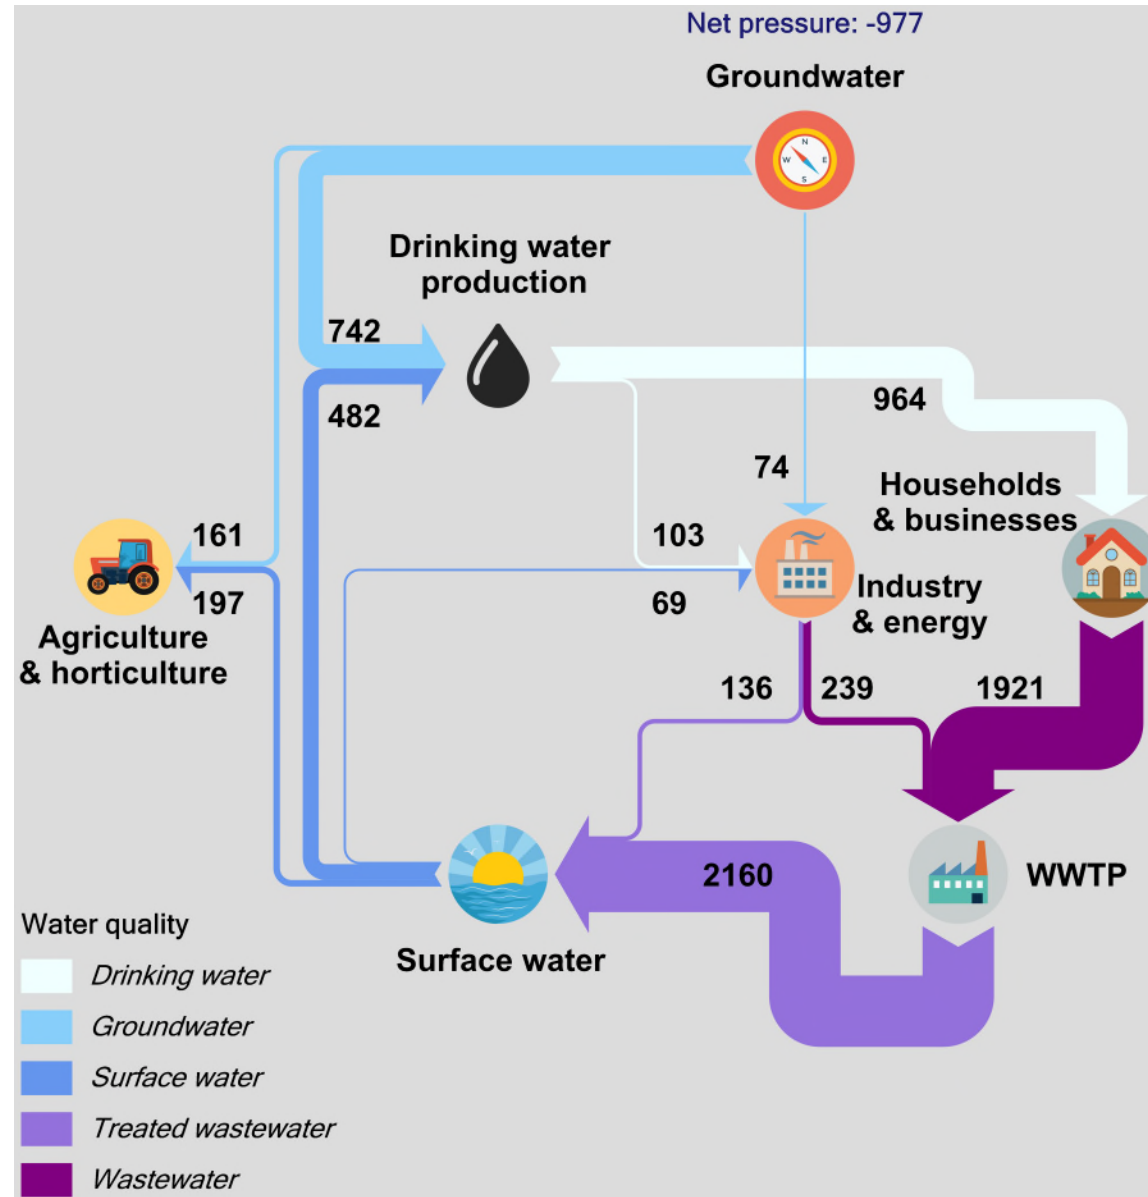 Net pressure: -977
Groundwater
N
W E
S
Drinking water
production
742
482
964
74
Households
& businesses
161
197
103
69
Industry
& energy
Agriculture
& horticulture
136
239
1921
2160
WWTP
Surface water
Water quality
Drinking water
Groundwater
Surface water
Treated wastewater
Wastewater